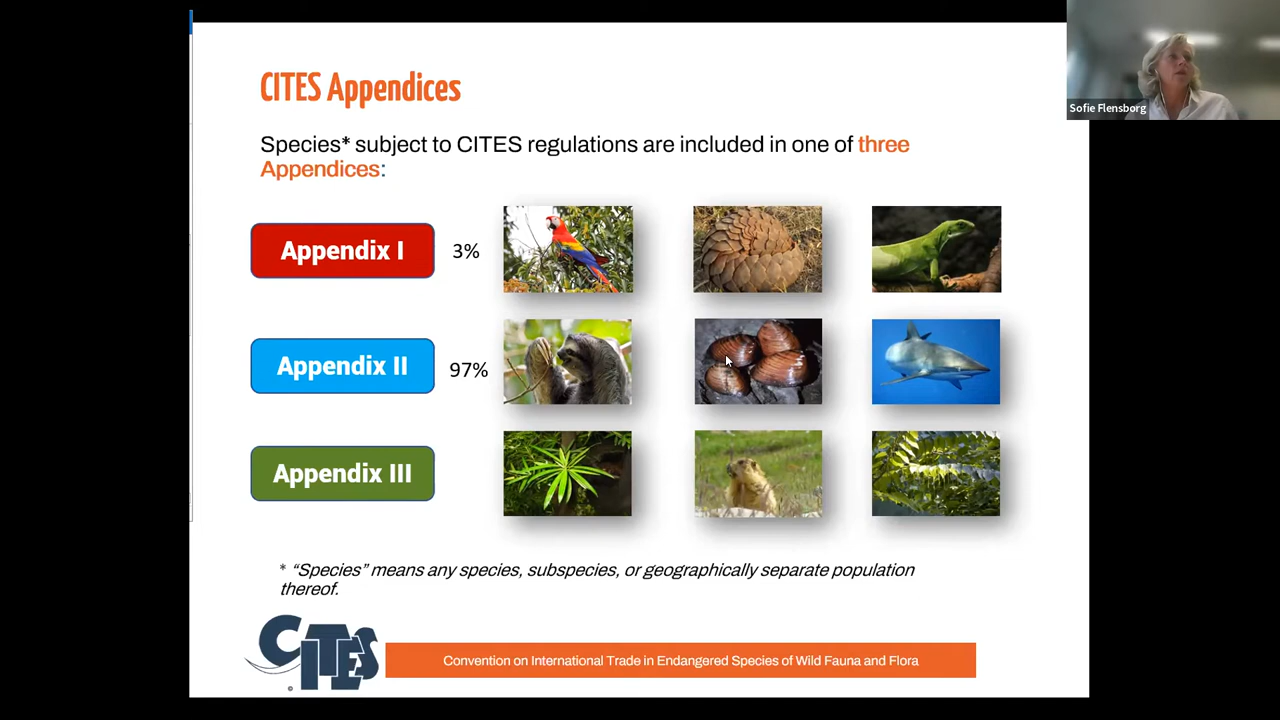 CITES Appendices
Sofie Flensborg
Species* subject to CITES regulations are included in one of three
Appendices:
Appendix I 3%
Appendix II 97%
Appendix III
* “Species” means any species, subspecies, or geographically separate population
thereof.
CITES
©
Convention on International Trade in Endangered Species of Wild Fauna and Flora